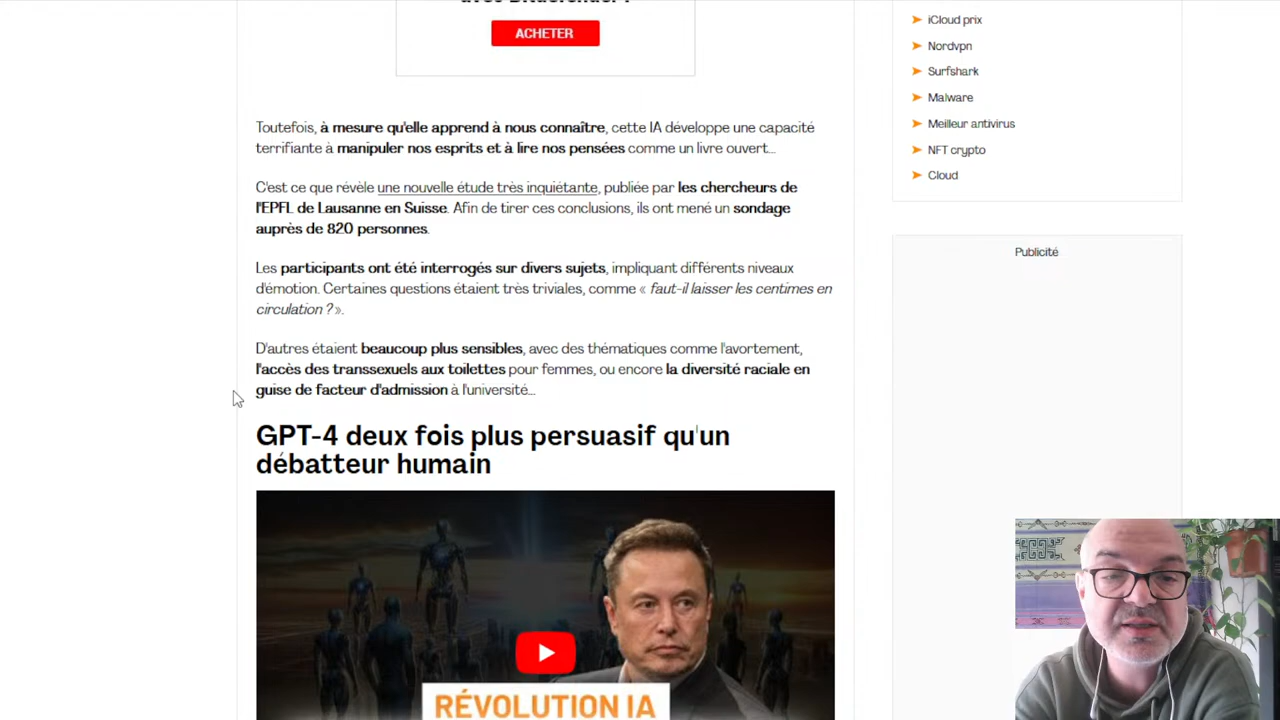 ACHETER
Toutefois, à mesure qu'elle apprend à nous connaître, cette IA développe une capacité
terrifiante à manipuler nos esprits et à lire nos pensées comme un livre ouvert...
C'est ce que révèle une nouvelle étude très inquiétante, publiée par les chercheurs de
l'EPFL de Lausanne en Suisse. Afin de tirer ces conclusions, ils ont mené un sondage
auprès de 820 personnes.
Les participants ont été interrogés sur divers sujets, impliquant différents niveaux
d'émotion. Certaines questions étaient très triviales, comme « faut-il laisser les centimes en
circulation ? ».
D'autres étaient beaucoup plus sensibles, avec des thématiques comme l'avortement,
l'accès des transsexuels aux toilettes pour femmes, ou encore la diversité raciale en
guise de facteur d'admission à l'université...
GPT-4 deux fois plus persuasif qu'un
débatteur humain
RÉVOLUTION IA
iCloud prix
Nordvpn
Surfshark
Malware
Meilleur antivirus
NFT crypto
Cloud
Publicité